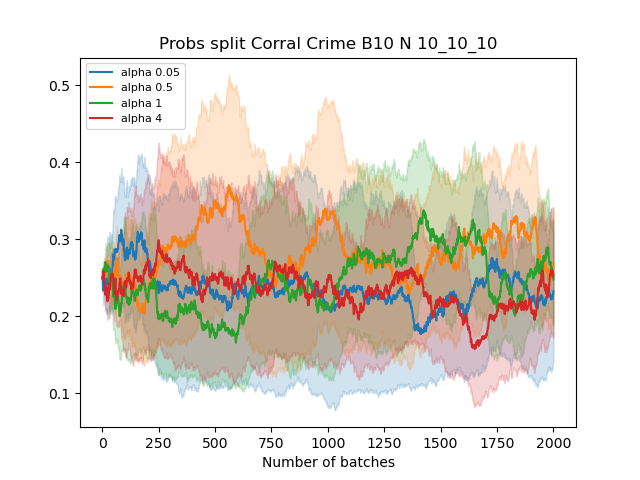 Probs split Corral Crime B10 N 10_10_10
alpha 0.05
alpha 0.5
alpha 1
alpha 4
0.5
0.4
0.3
0.2
0.1
0 250 500 750 1000 1250 1500 1750 2000
Number of batches